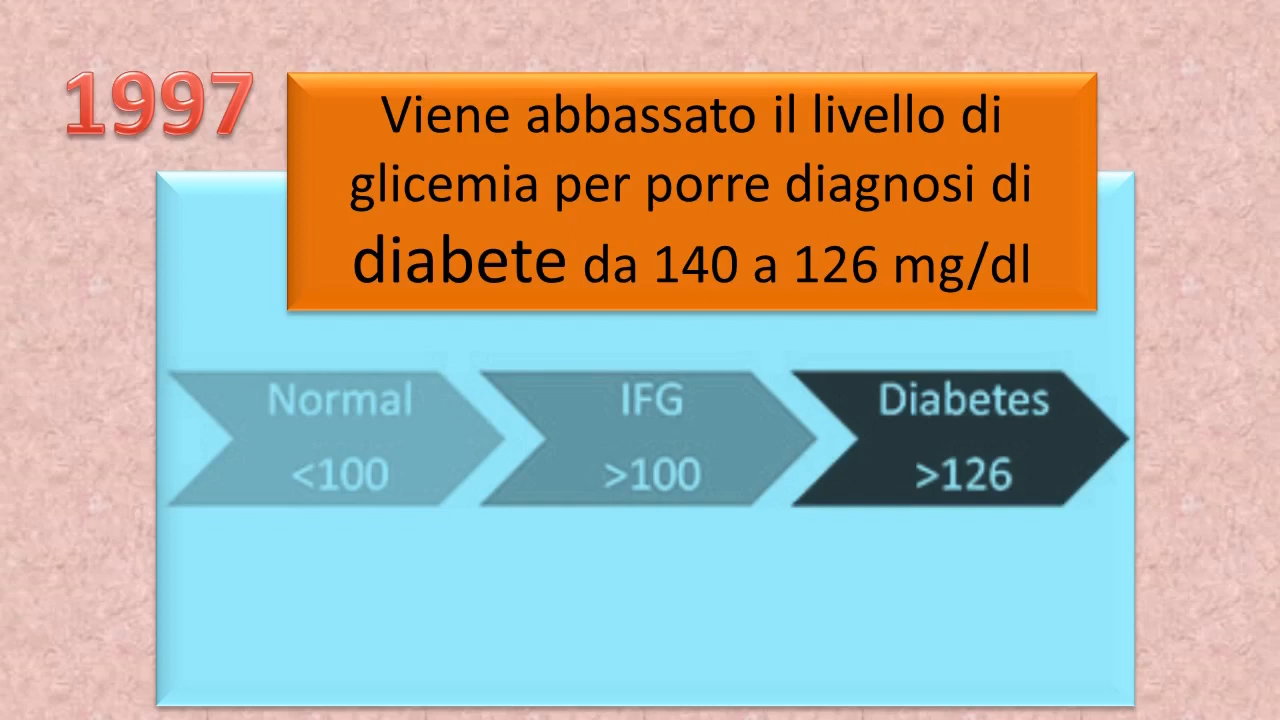 1997
Viene abbassato il livello di
glicemia per porre diagnosi di
diabete da 140 a 126 mg/dl
Normal
<100
IFG
>100
Diabetes
>126